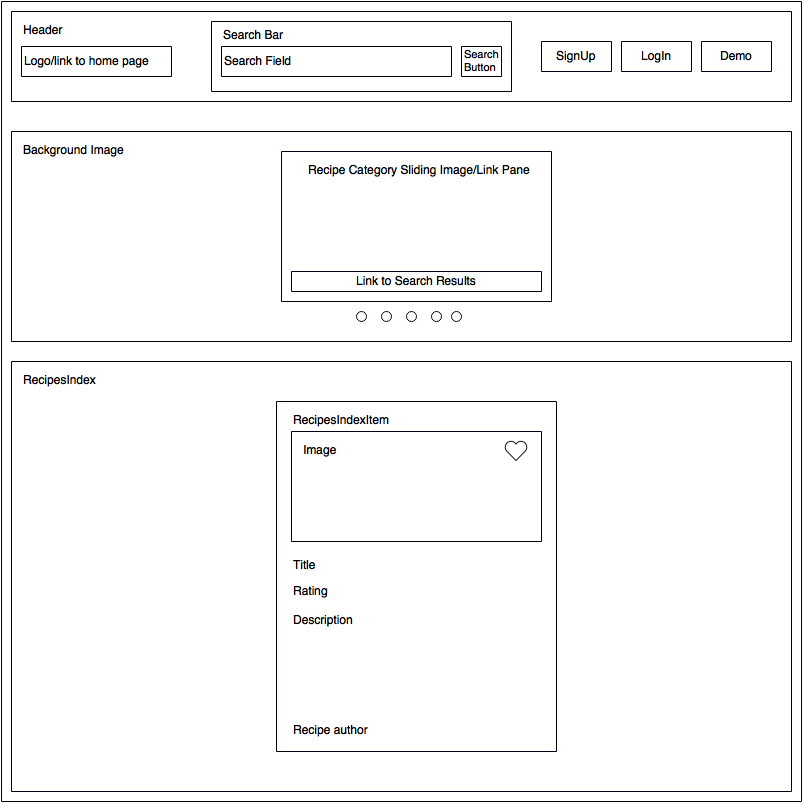 Header
Logo/link to home page
Search Bar
Search Field
Search
Button
SignUp
LogIn
Demo
Background Image
Recipe Category Sliding Image/Link Pane
Link to Search Results
RecipesIndex
RecipesIndexItem
Image
Title
Rating
Description
Recipe author